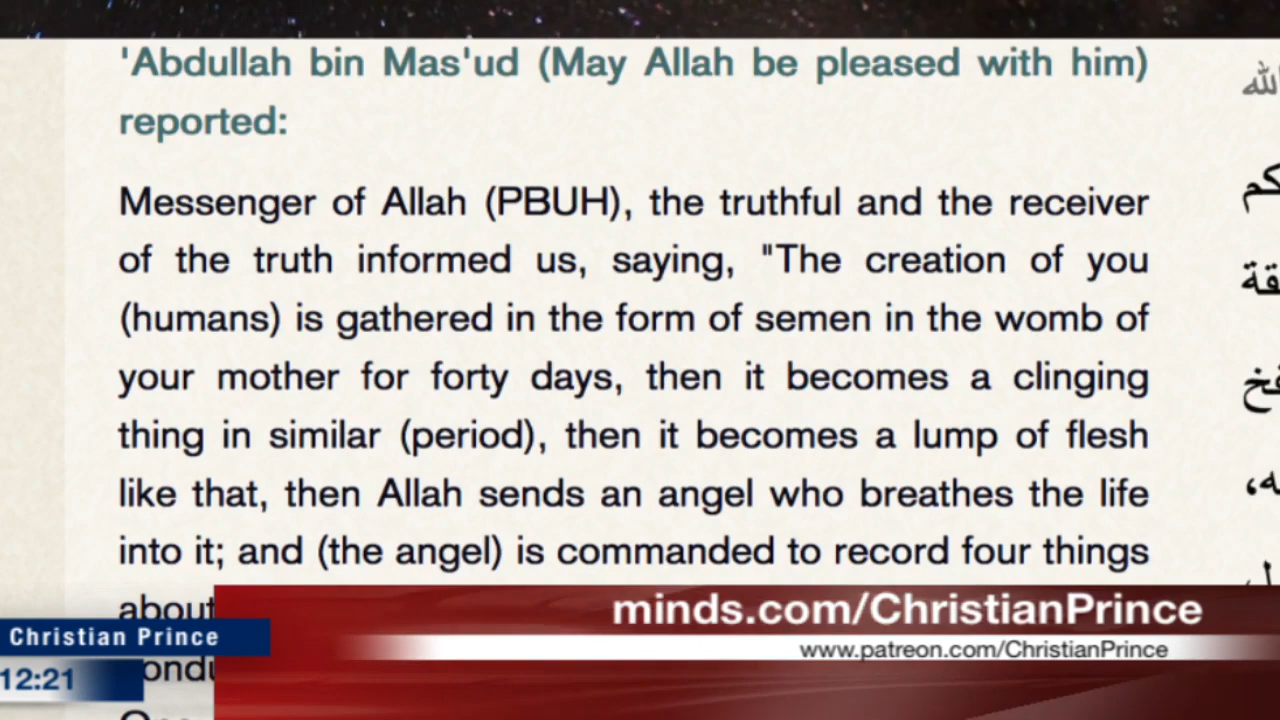 'Abdullah bin Mas'ud (May Allah be pleased with him)
reported:
Messenger of Allah (PBUH), the truthful and the receiver
of the truth informed us, saying, "The creation of you
(humans) is gathered in the form of semen in the womb of
your mother for forty days, then it becomes a clinging
thing in similar (period), then it becomes a lump of flesh
like that, then Allah sends an angel who breathes the life
into it; and (the angel) is commanded to record four things
about
minds.com/ChristianPrince
Christian Prince
www.patreon.com/ChristianPrince
12:21
الله